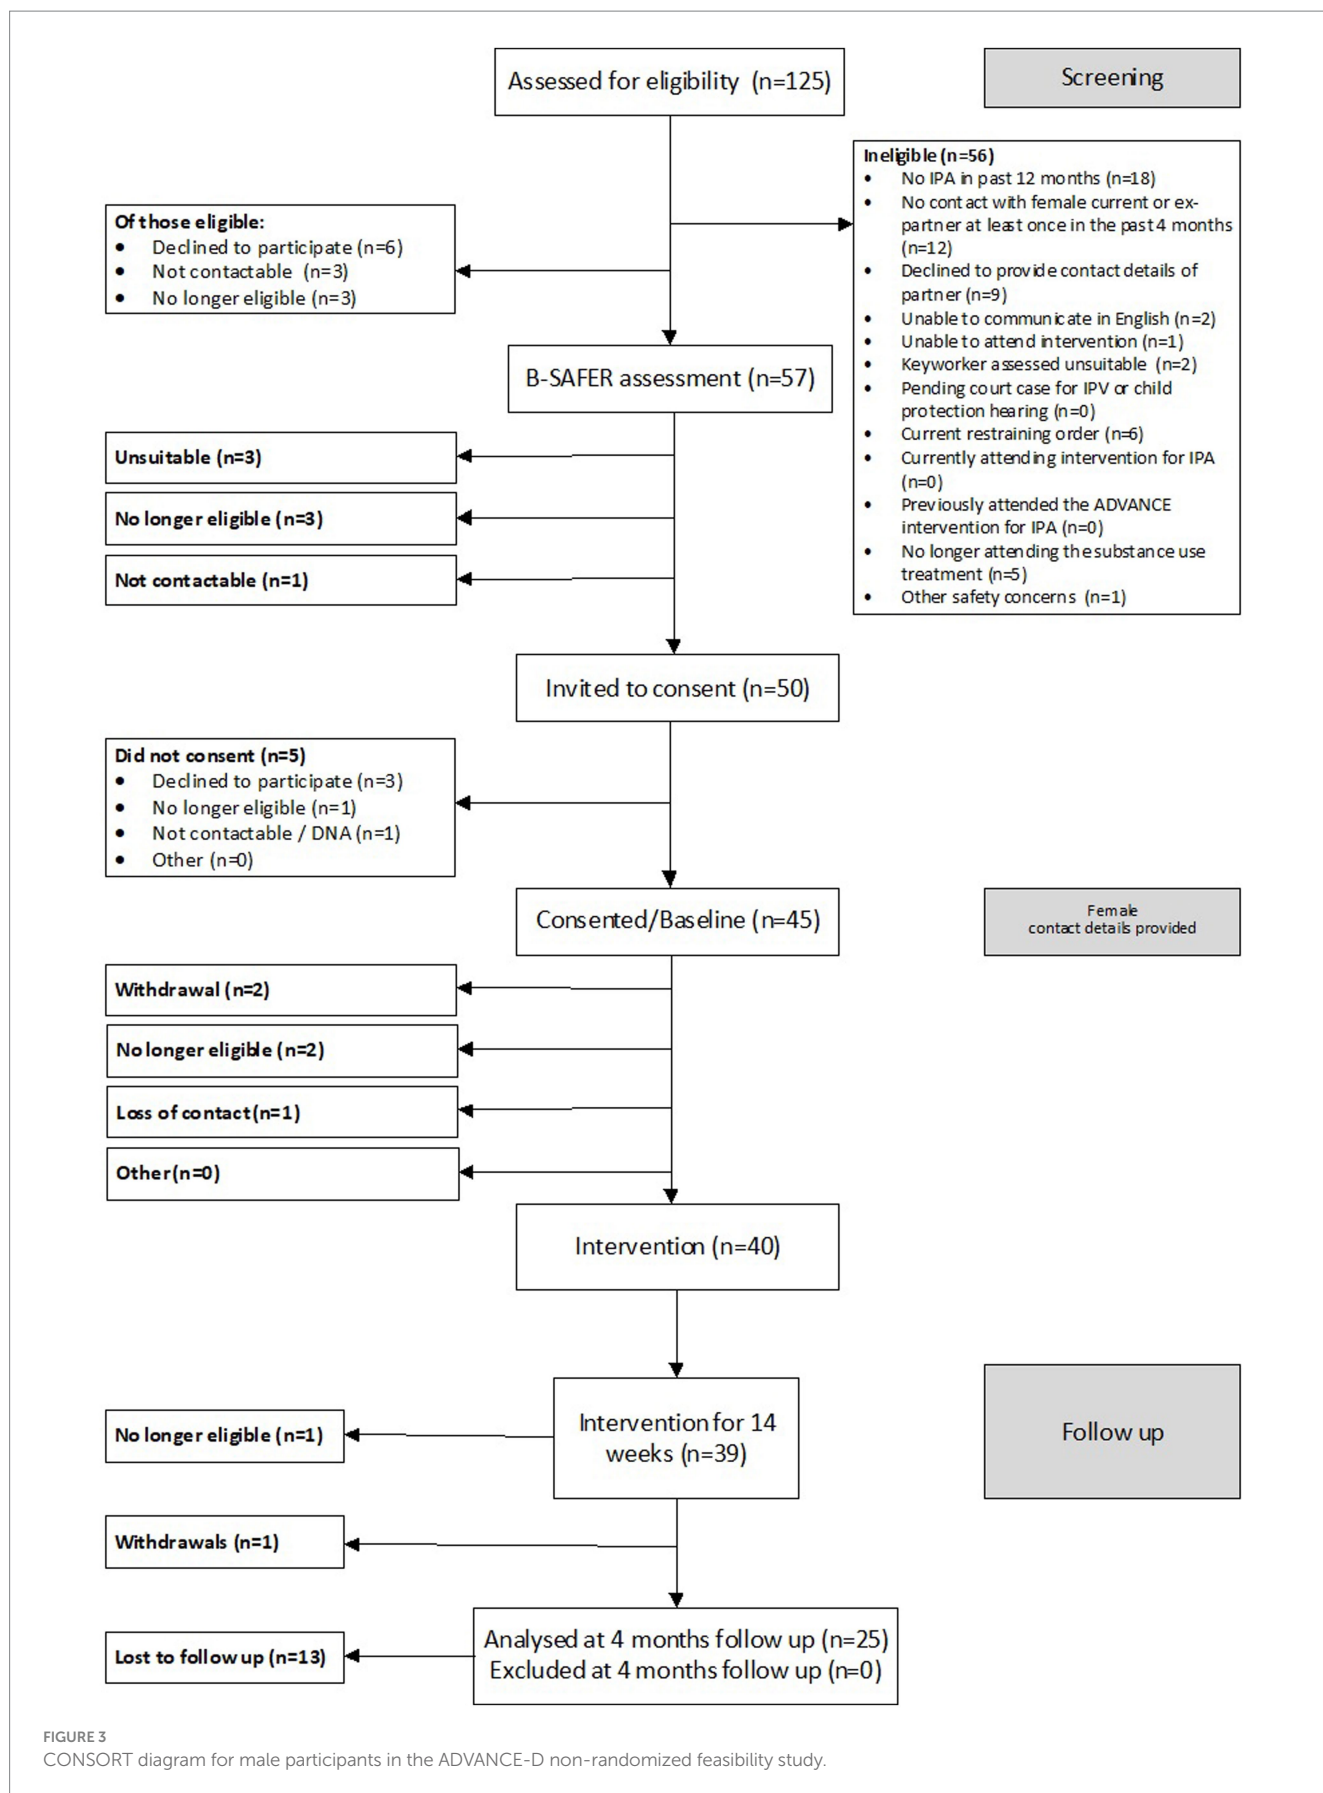 Assessed for eligibility (n=125)
Screening
Ineligible (n=56)
• No IPA in past 12 months (n=18)
• No contact with female current or ex-
partner at least once in the past 4 months
(n=12)
• Declined to provide contact details of
partner (n=9)
• Unable to communicate in English (n=2)
• Unable to attend intervention (n=1)
• Keyworker assessed unsuitable (n=2)
• Pending court case for IPV or child
protection hearing (n=0)
• Current restraining order (n=6)
• Currently attending intervention for IPA
(n=0)
• Previously attended the ADVANCE
intervention for IPA (n=0)
• No longer attending the substance use
treatment (n=5)
• Other safety concerns (n=1)
Of those eligible:
• Declined to participate (n=6)
• Not contactable (n=3)
• No longer eligible (n=3)
B-SAFER assessment (n=57)
Unsuitable (n=3)
No longer eligible (n=3)
Not contactable (n=1)
Invited to consent (n=50)
Did not consent (n=5)
• Declined to participate (n=3)
• No longer eligible (n=1)
• Not contactable / DNA (n=1)
• Other (n=0)
Consented/Baseline (n=45)
Female
contact details provided
Withdrawal (n=2)
No longer eligible (n=2)
Loss of contact (n=1)
Other (n=0)
Intervention (n=40)
Intervention for 14
weeks (n=39)
Follow up
No longer eligible (n=1)
Withdrawals (n=1)
Analysed at 4 months follow up (n=25)
Excluded at 4 months follow up (n=0)
Lost to follow up (n=13)
FIGURE 3
CONSORT diagram for male participants in the ADVANCE-D non-randomized feasibility study.